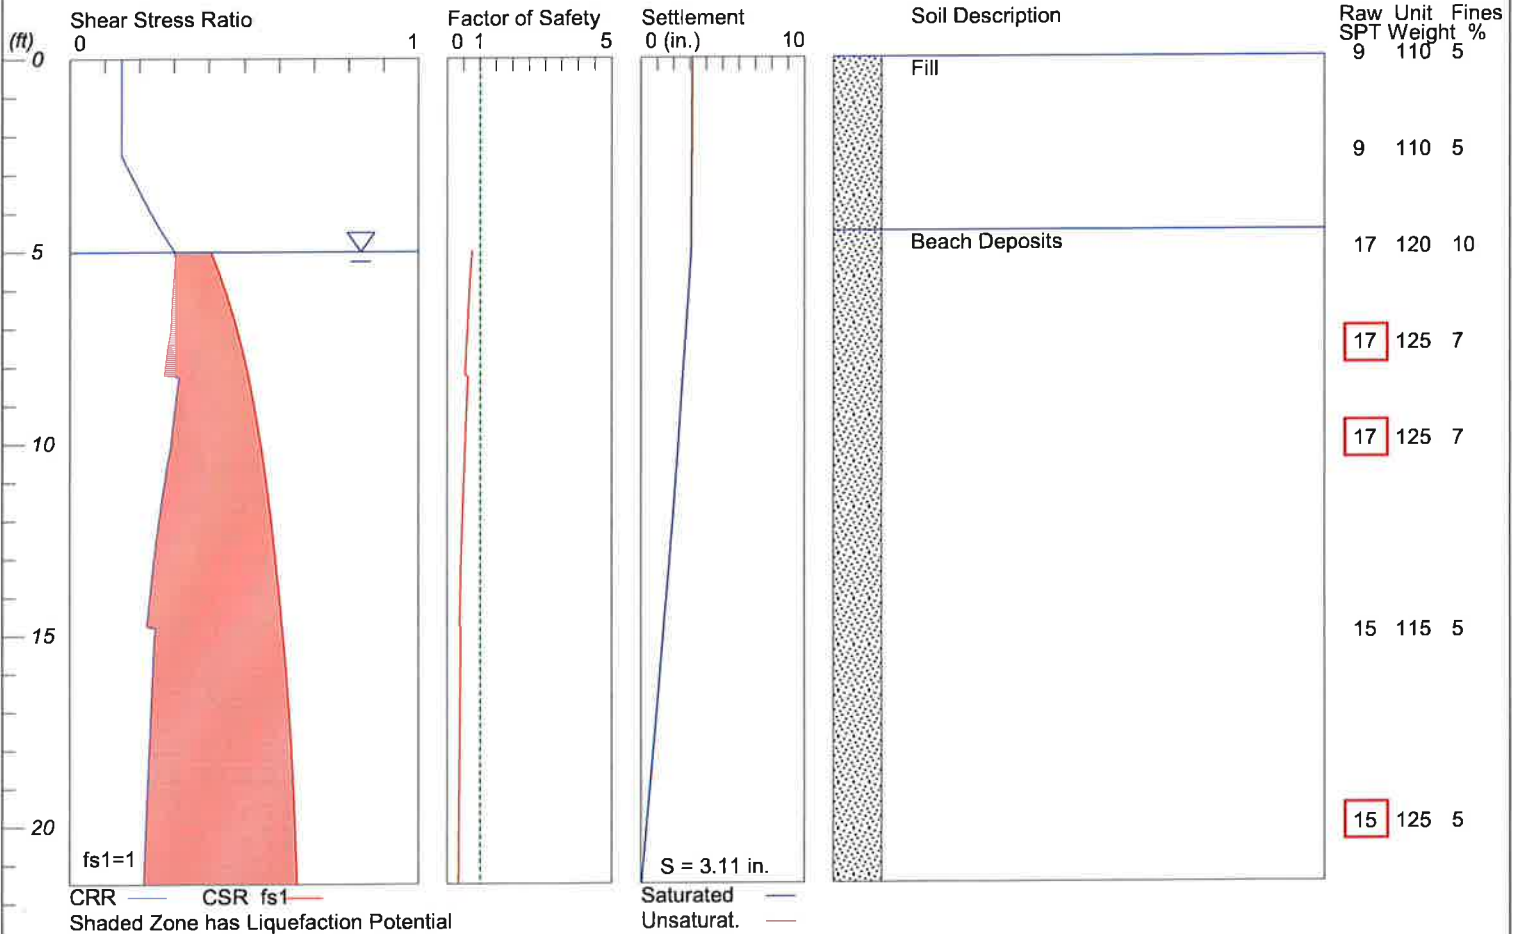 Shear Stress Ratio
0 1
Factor of Safety
0 1 5
Settlement
0 (in.) 10
Soil Description
Raw Unit Fines
SPT Weight %
(ft)
0
5
10
15
20
Fill
Beach Deposits
9 110 5
9 110 5
17 120 10
17 125 7
17 125 7
15 115 5
15 125 5
fs1=1
S = 3.11 in.
CRR CSR fs1
Shaded Zone has Liquefaction Potential
Saturated
Unsaturat.